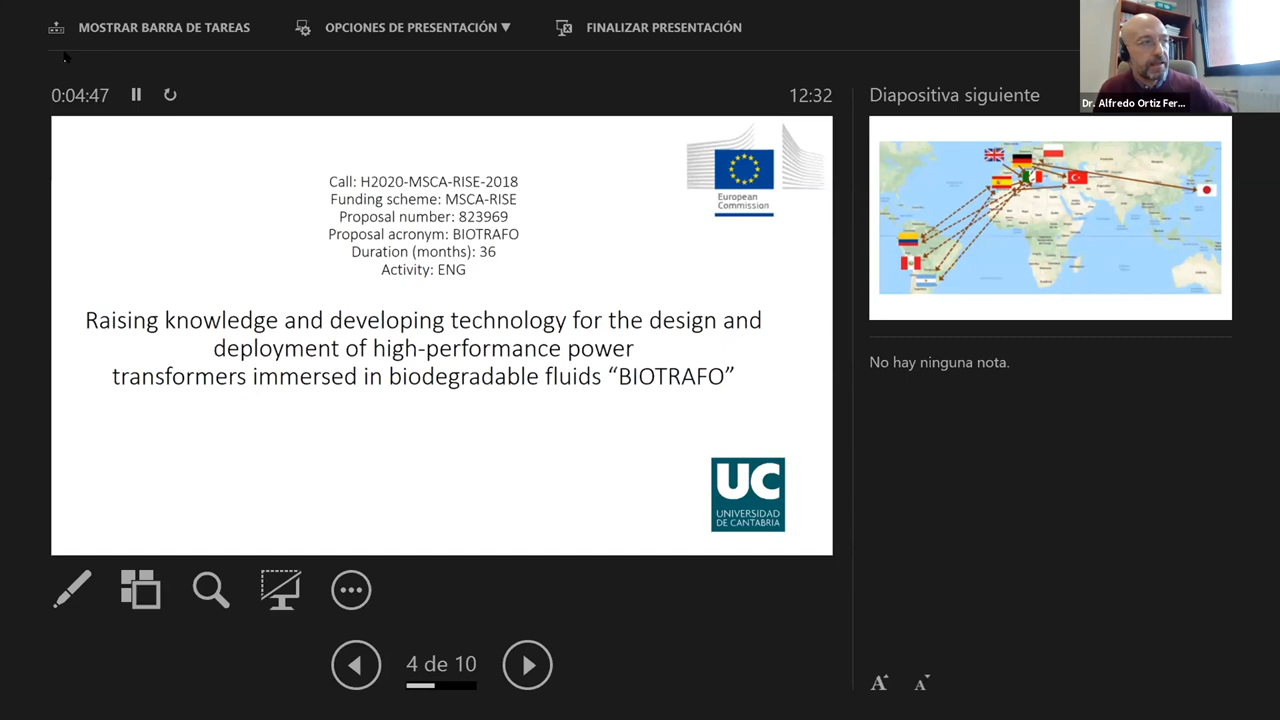 MOSTRAR BARRA DE TAREAS
OPCIONES DE PRESENTACIÓN ▼
FINALIZAR PRESENTACIÓN
Dr. Alfredo Ortiz Fer...
0:04:47
12:32
Diapositiva siguiente
Call: H2020-MSCA-RISE-2018
Funding scheme: MSCA-RISE
Proposal number: 823969
Proposal acronym: BIOTRAFO
Duration (months): 36
Activity: ENG
European
Commission
Raising knowledge and developing technology for the design and
deployment of high-performance power
transformers immersed in biodegradable fluids “BIOTRAFO”
UC
UNIVERSIDAD
DE CANTABRIA
No hay ninguna nota.
4 de 10
A A